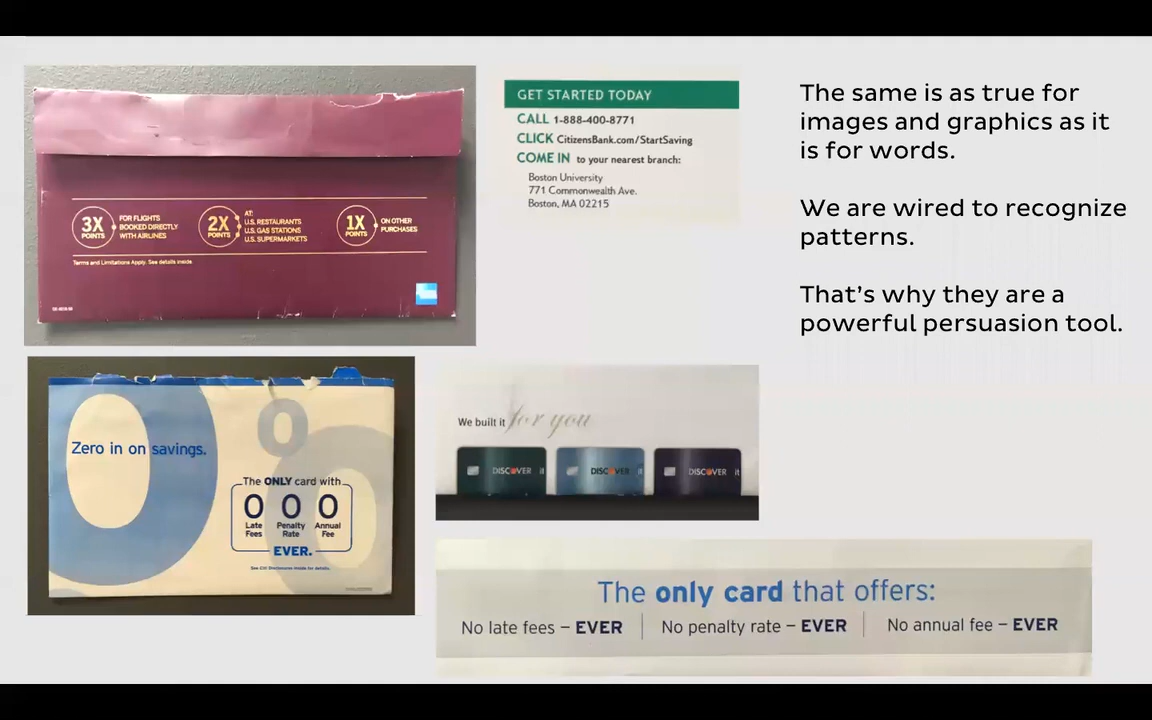 3X
POINTS
FOR FLIGHTS
BOOKED DIRECTLY
WITH AIRLINES
2X
POINTS
AT:
U.S. RESTAURANTS
U.S. GAS STATIONS
U.S. SUPERMARKETS
1X
POINTS
ON OTHER
PURCHASES
Terms and Limitations Apply. See details inside.
GET STARTED TODAY
CALL 1-888-400-8771
CLICK CitizensBank.com/StartSaving
COME IN to your nearest branch:
Boston University
771 Commonwealth Ave.
Boston, MA 02215
The same is as true for
images and graphics as it
is for words.
We are wired to recognize
patterns.
That's why they are a
powerful persuasion tool.
Zero in on savings.
The ONLY card with
0 0 0
Late Fees
Penalty Rate
Annual Fee
EVER.
We built it for you
DISCOVER it
DISCOVER it
DISCOVER it
The only card that offers:
No late fees – EVER
No penalty rate – EVER
No annual fee – EVER